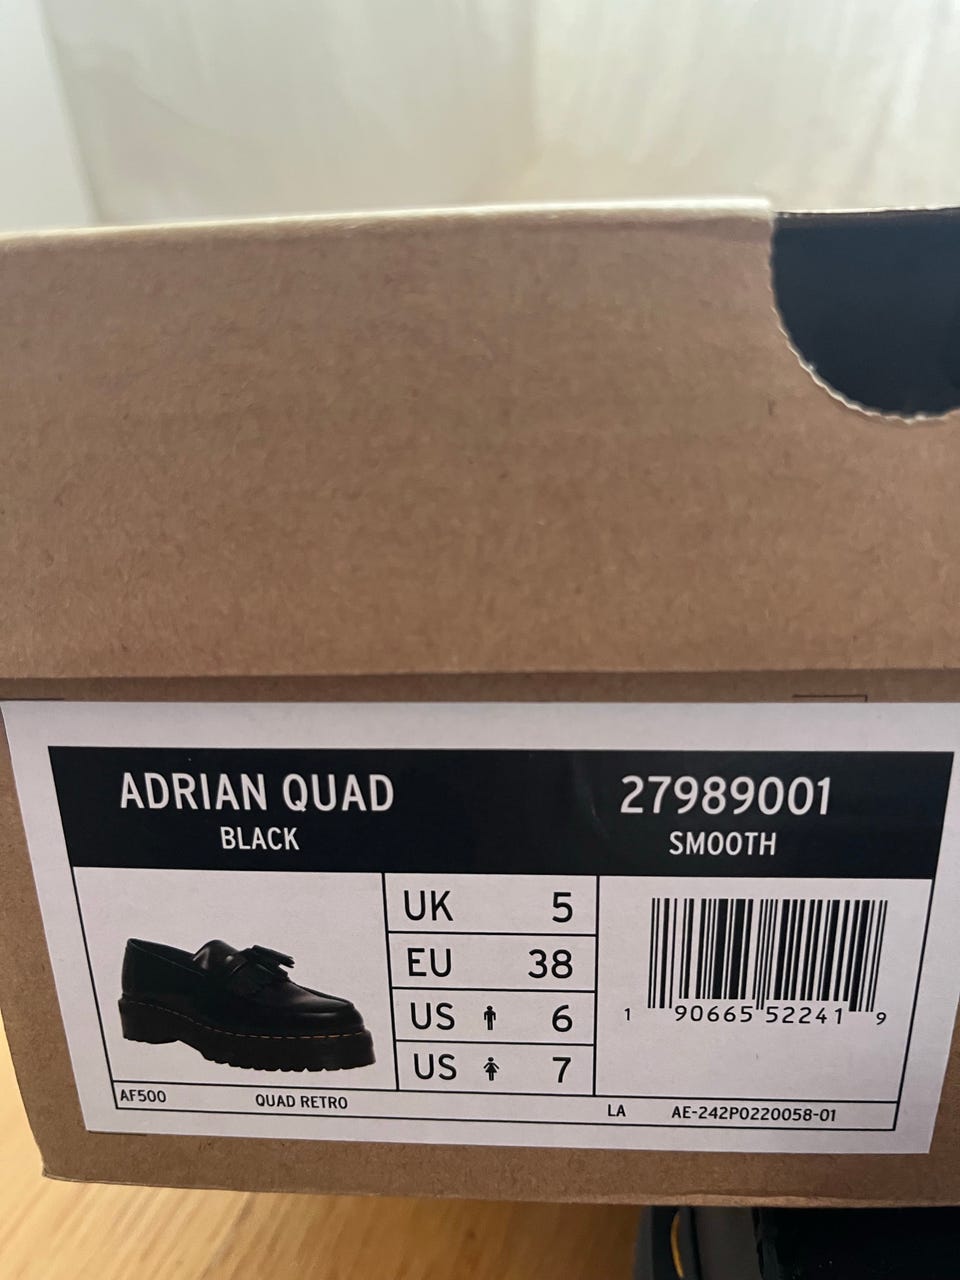 ADRIAN QUAD
BLACK
27989001
SMOOTH
UK 5
EU 38
US 6
US 7
1 90665 52241 9
AF500 QUAD RETRO
LA AE-242P0220058-01